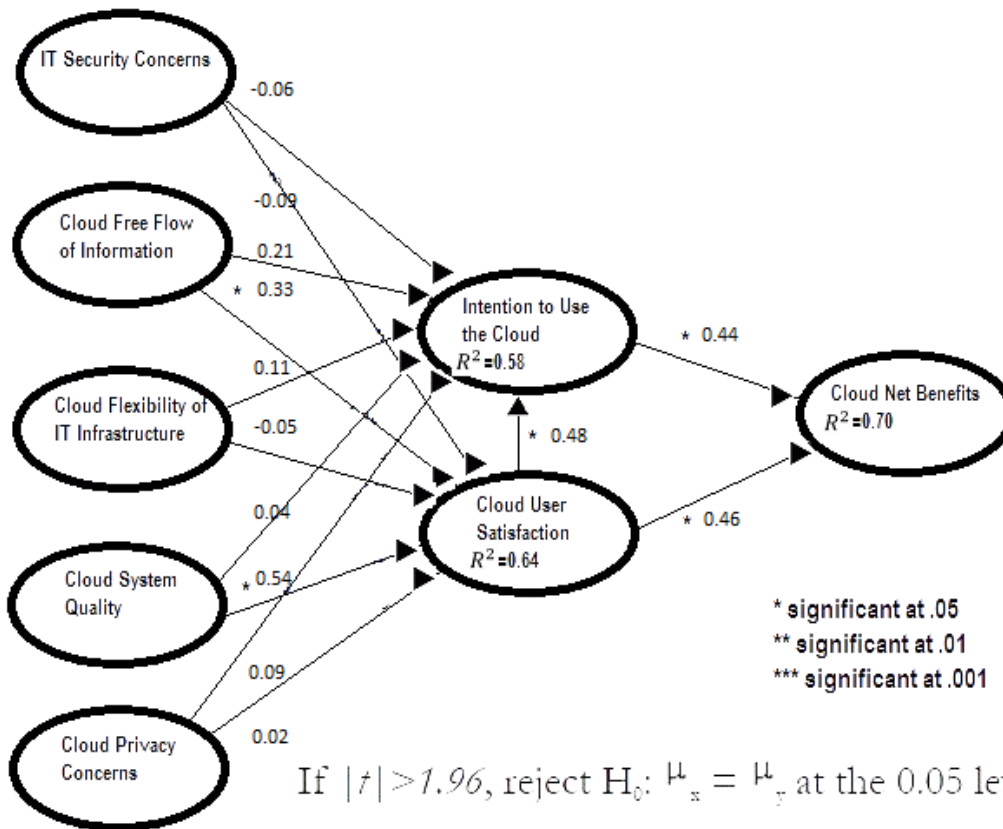 IT Security Concerns
-0.06
-0.09
Cloud Free Flow
of Information
0.21
* 0.33
Intention to Use
the Cloud
R²=0.58
* 0.44
0.11
Cloud Flexibility of
IT Infrastructure
-0.05
Cloud Net Benefits
R²=0.70
* 0.48
Cloud User
Satisfaction
R²=0.64
* 0.46
0.04
Cloud System
Quality
* 0.54
* significant at .05
** significant at .01
*** significant at .001
0.09
0.02
Cloud Privacy
Concerns
If |t|>1.96, reject H₀: μₓ = μᵧ at the 0.05 le